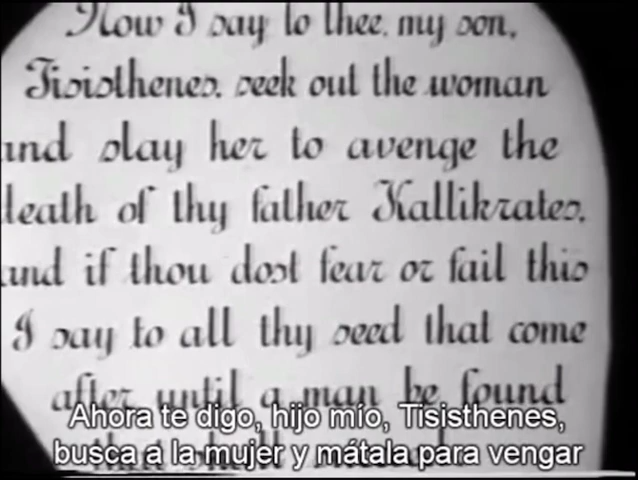 Now I say to thee, my son,
Tisisthenes, seek out the woman
and slay her to avenge the
death of thy father Kallikrates,
and if thou dost fear or fail this
I say to all thy seed that come
after until a man be found
Ahora te digo, hijo mío, Tisisthenes,
busca a la mujer y mátala para vengar